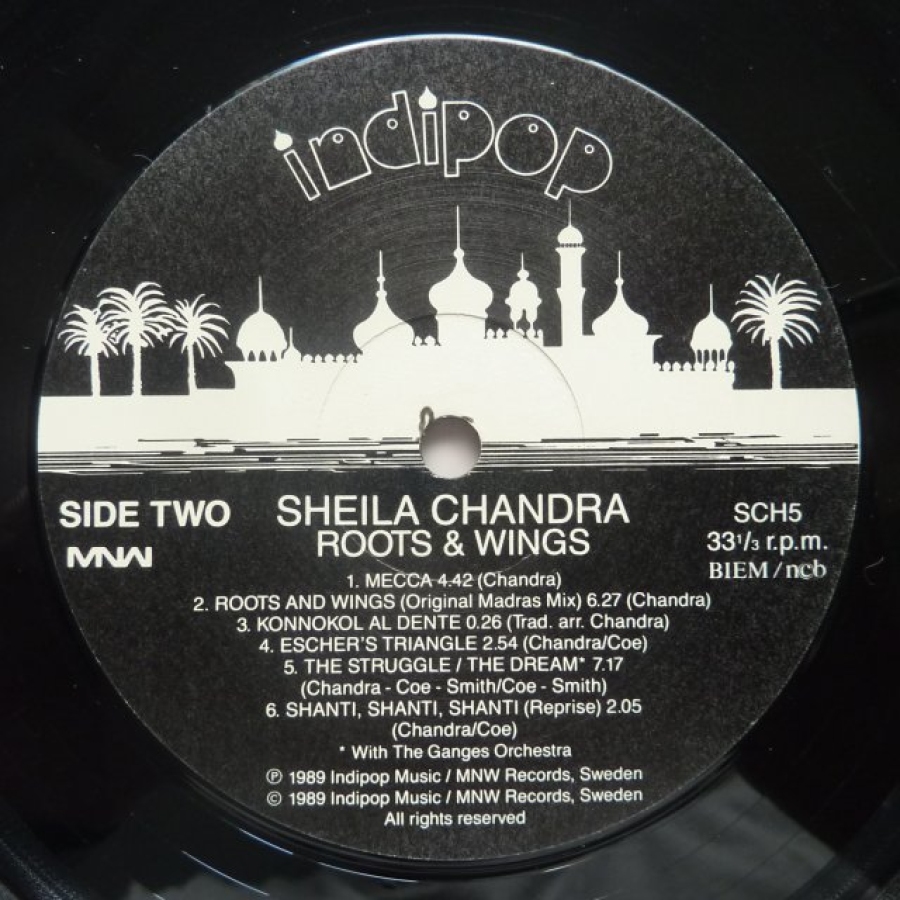 indipop
SIDE TWO
MNW
SHEILA CHANDRA
ROOTS & WINGS
SCH5
33 1/3 r.p.m.
BIEM/ncb
1. MECCA 4.42 (Chandra)
2. ROOTS AND WINGS (Original Madras Mix) 6.27 (Chandra)
3. KONNOKOL AL DENTE 0.26 (Trad. arr. Chandra)
4. ESCHER'S TRIANGLE 2.54 (Chandra/Coe)
5. THE STRUGGLE / THE DREAM* 7.17
(Chandra - Coe - Smith/Coe - Smith)
6. SHANTI, SHANTI, SHANTI (Reprise) 2.05
(Chandra/Coe)
* With The Ganges Orchestra
℗ 1989 Indipop Music / MNW Records, Sweden
© 1989 Indipop Music / MNW Records, Sweden
All rights reserved